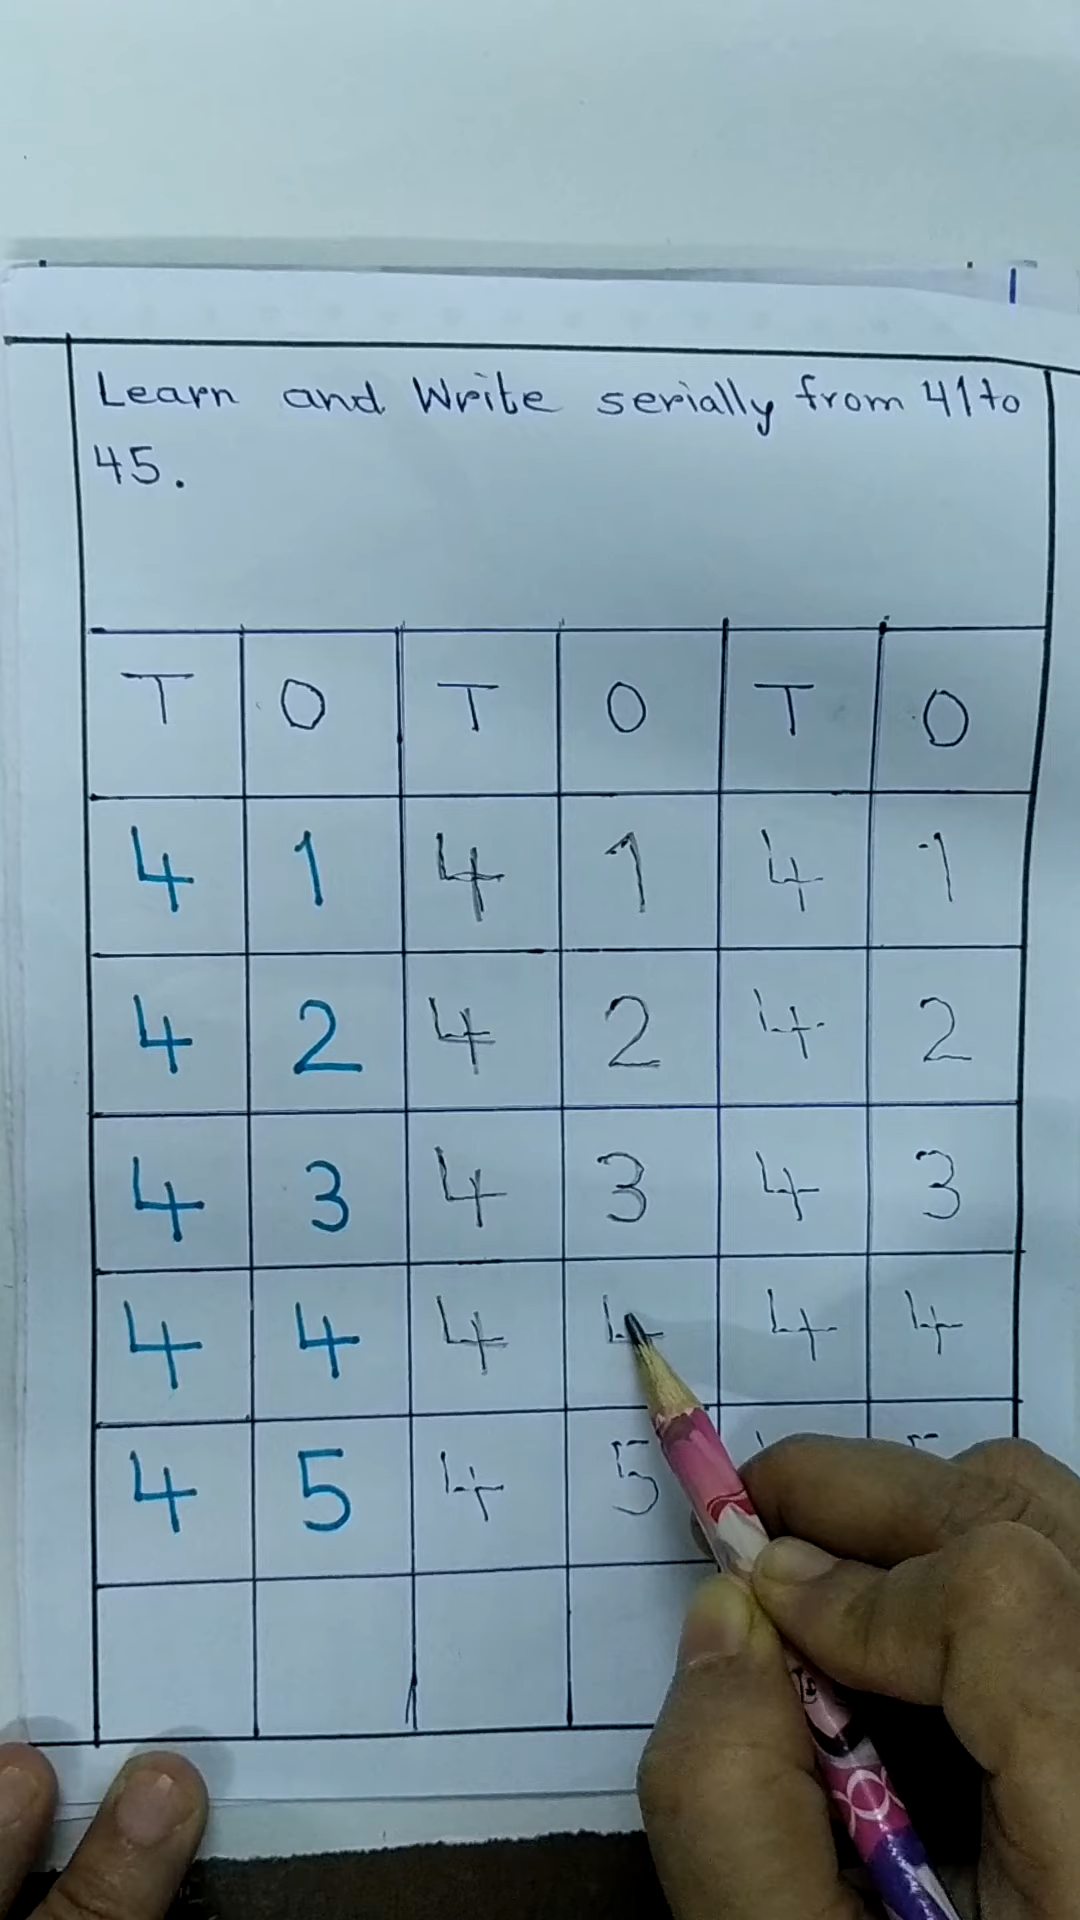 Learn and Write serially from 41 to
45.
T O T O T O
4 1 4 1 4 1
4 2 4 2 4 2
4 3 4 3 4 3
4 4 4 4 4 4
4 5 4 5